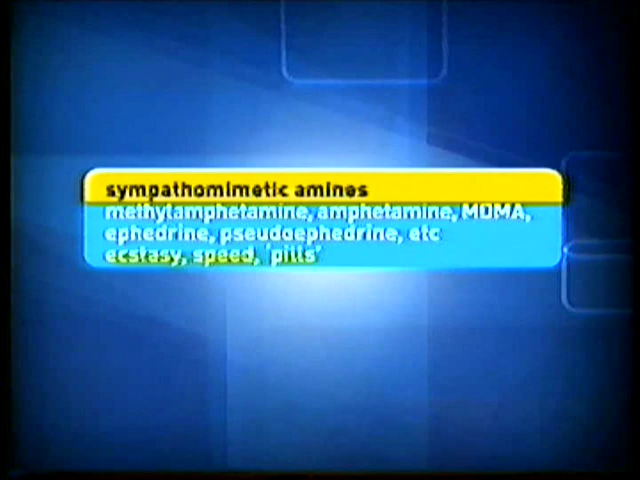 sympathomimetic amines
methylamphetamine, amphetamine, MDMA,
ephedrine, pseudoephedrine, etc
ecstasy, speed, 'pills'